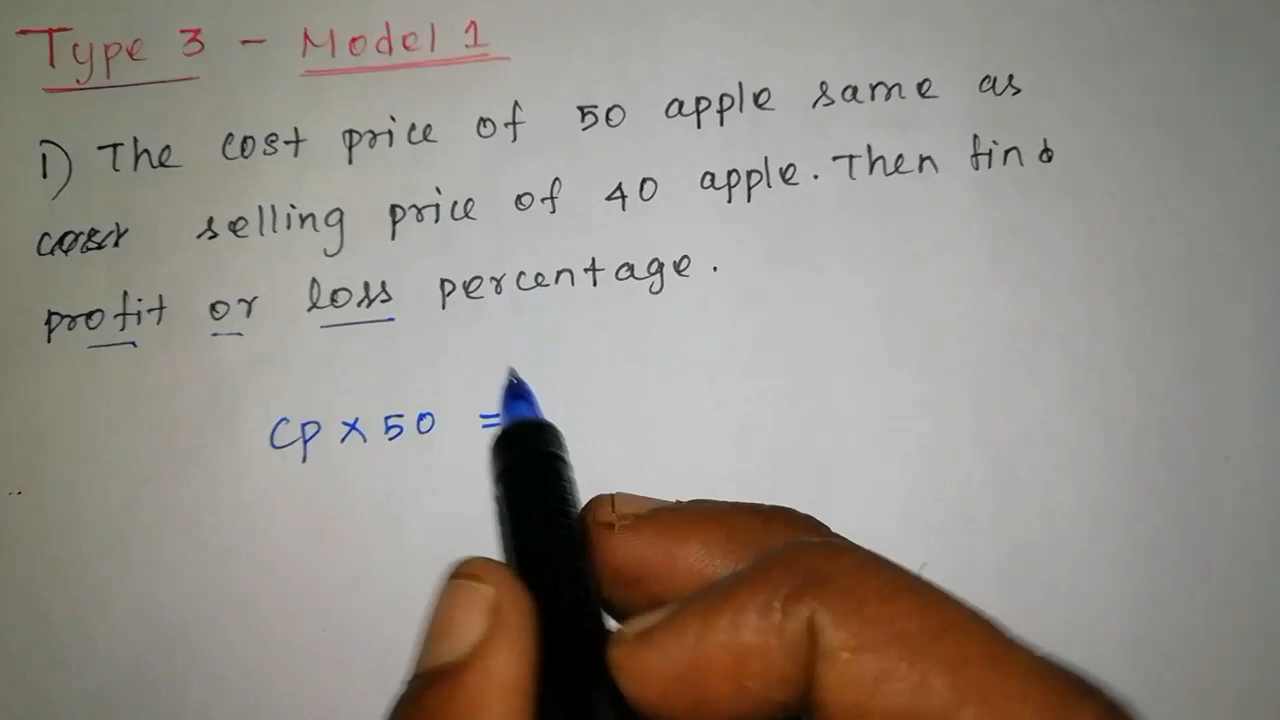 Type 3 - Model 1
1) The cost price of 50 apple same as
selling price of 40 apple. Then find
profit or loss percentage.
CP × 50 =